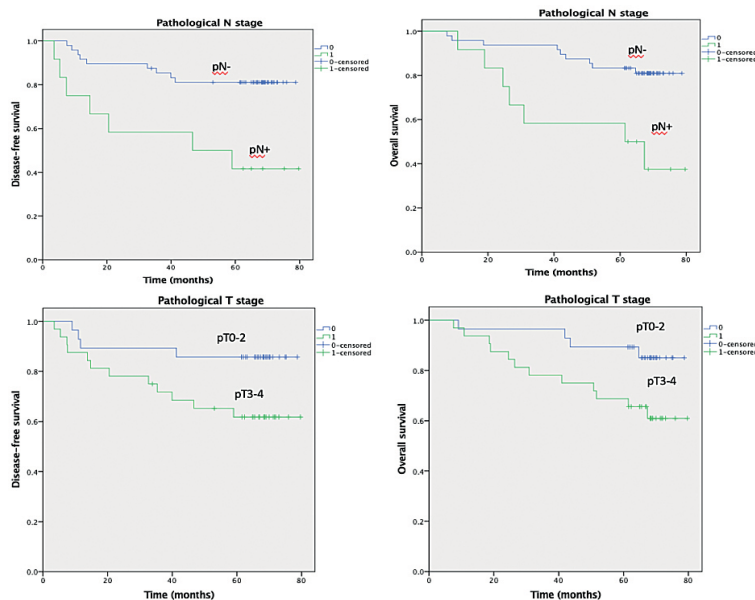 Pathological N stage
Disease-free survival
1.0
0.8
0.6
0.4
0.2
0.0
0
20
40
60
80
Time (months)
pN-
pN+
0
1
0-censored
1-censored
Pathological N stage
Overall survival
1.0
0.8
0.6
0.4
0.2
0.0
0
20
40
60
80
Time (months)
pN-
pN+
0
1
0-censored
1-censored
Pathological T stage
Disease-free survival
1.0
0.8
0.6
0.4
0.2
0.0
0
20
40
60
80
Time (months)
pT0-2
pT3-4
0
1
0-censored
1-censored
Pathological T stage
Overall survival
1.0
0.8
0.6
0.4
0.2
0.0
0
20
40
60
80
Time (months)
pT0-2
pT3-4
0
1
0-censored
1-censored